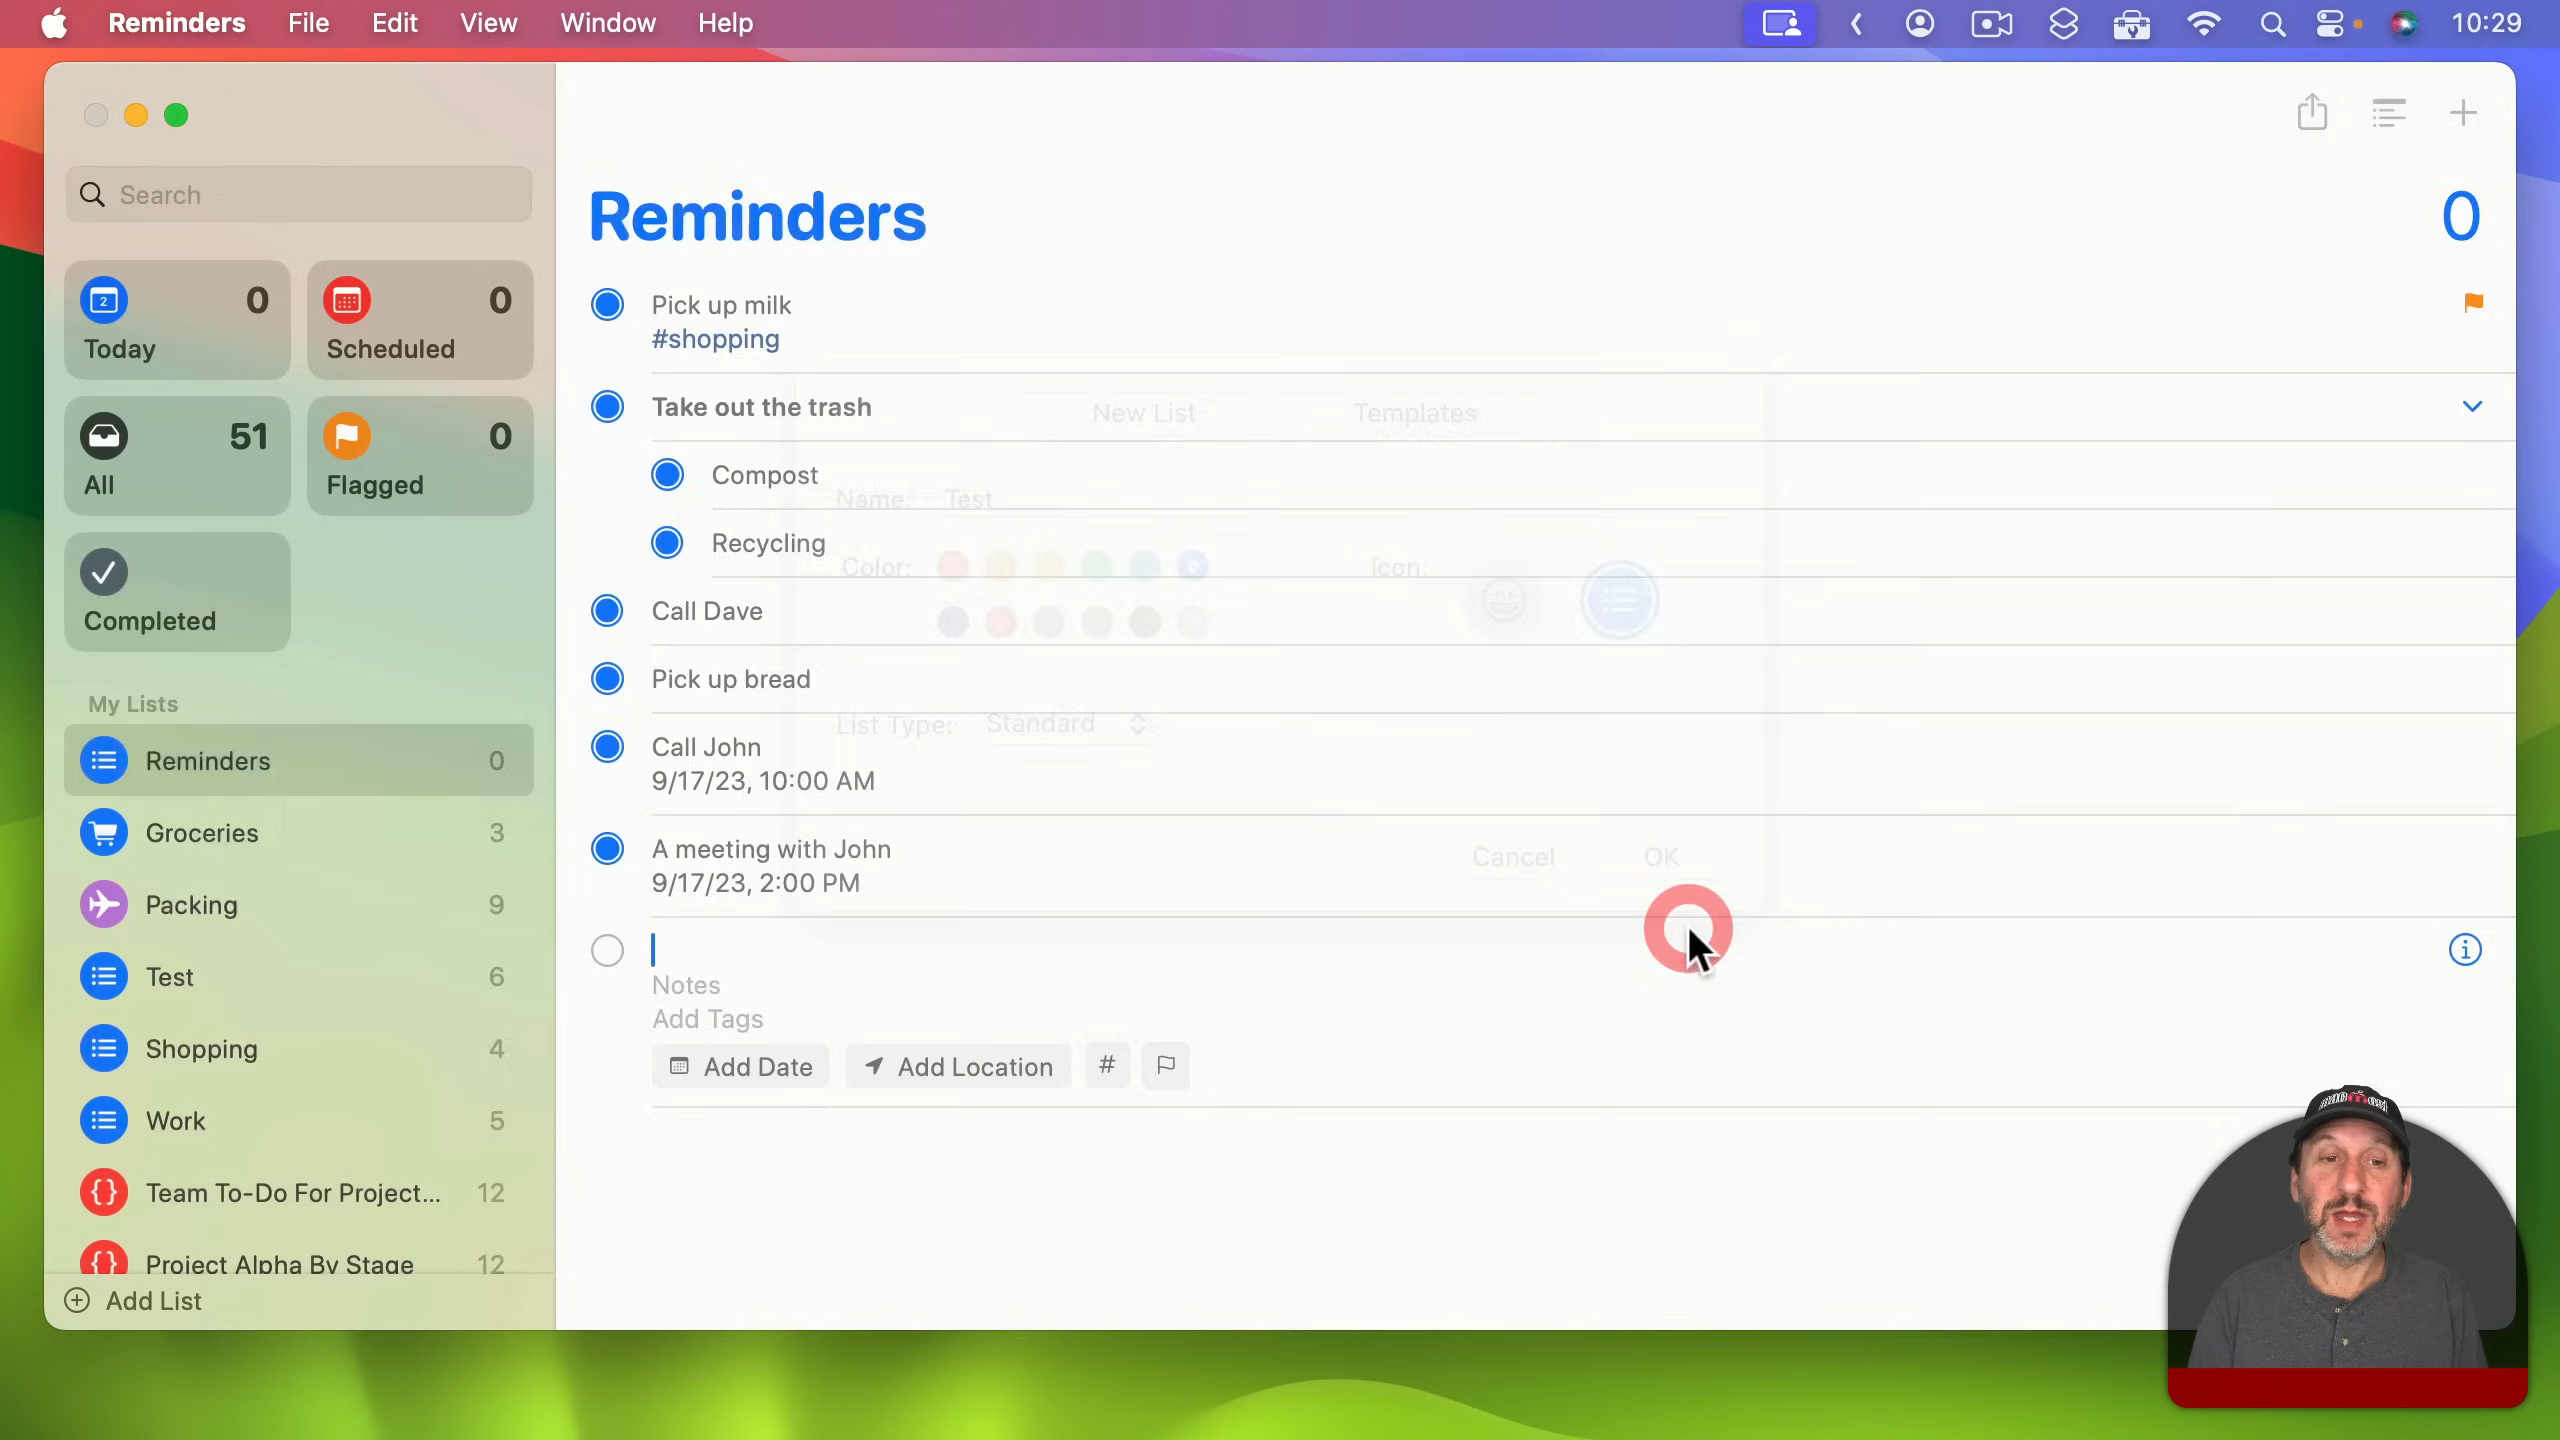 Reminders File Edit View Window Help 10:29
Search
2 0
Today
0
Scheduled
51
All
0
Flagged
Completed
My Lists
Reminders 0
Groceries 3
Packing 9
Test 6
Shopping 4
Work 5
Team To-Do For Project... 12
Project Alpha By Stage 12
Add List
Reminders 0
Pick up milk
#shopping
Take out the trash
Compost
Recycling
Call Dave
Pick up bread
Call John
9/17/23, 10:00 AM
A meeting with John
9/17/23, 2:00 PM
Notes
Add Tags
Add Date Add Location #
New List Templates
Name: Test
Color: Icon:
List Type: Standard
Cancel OK